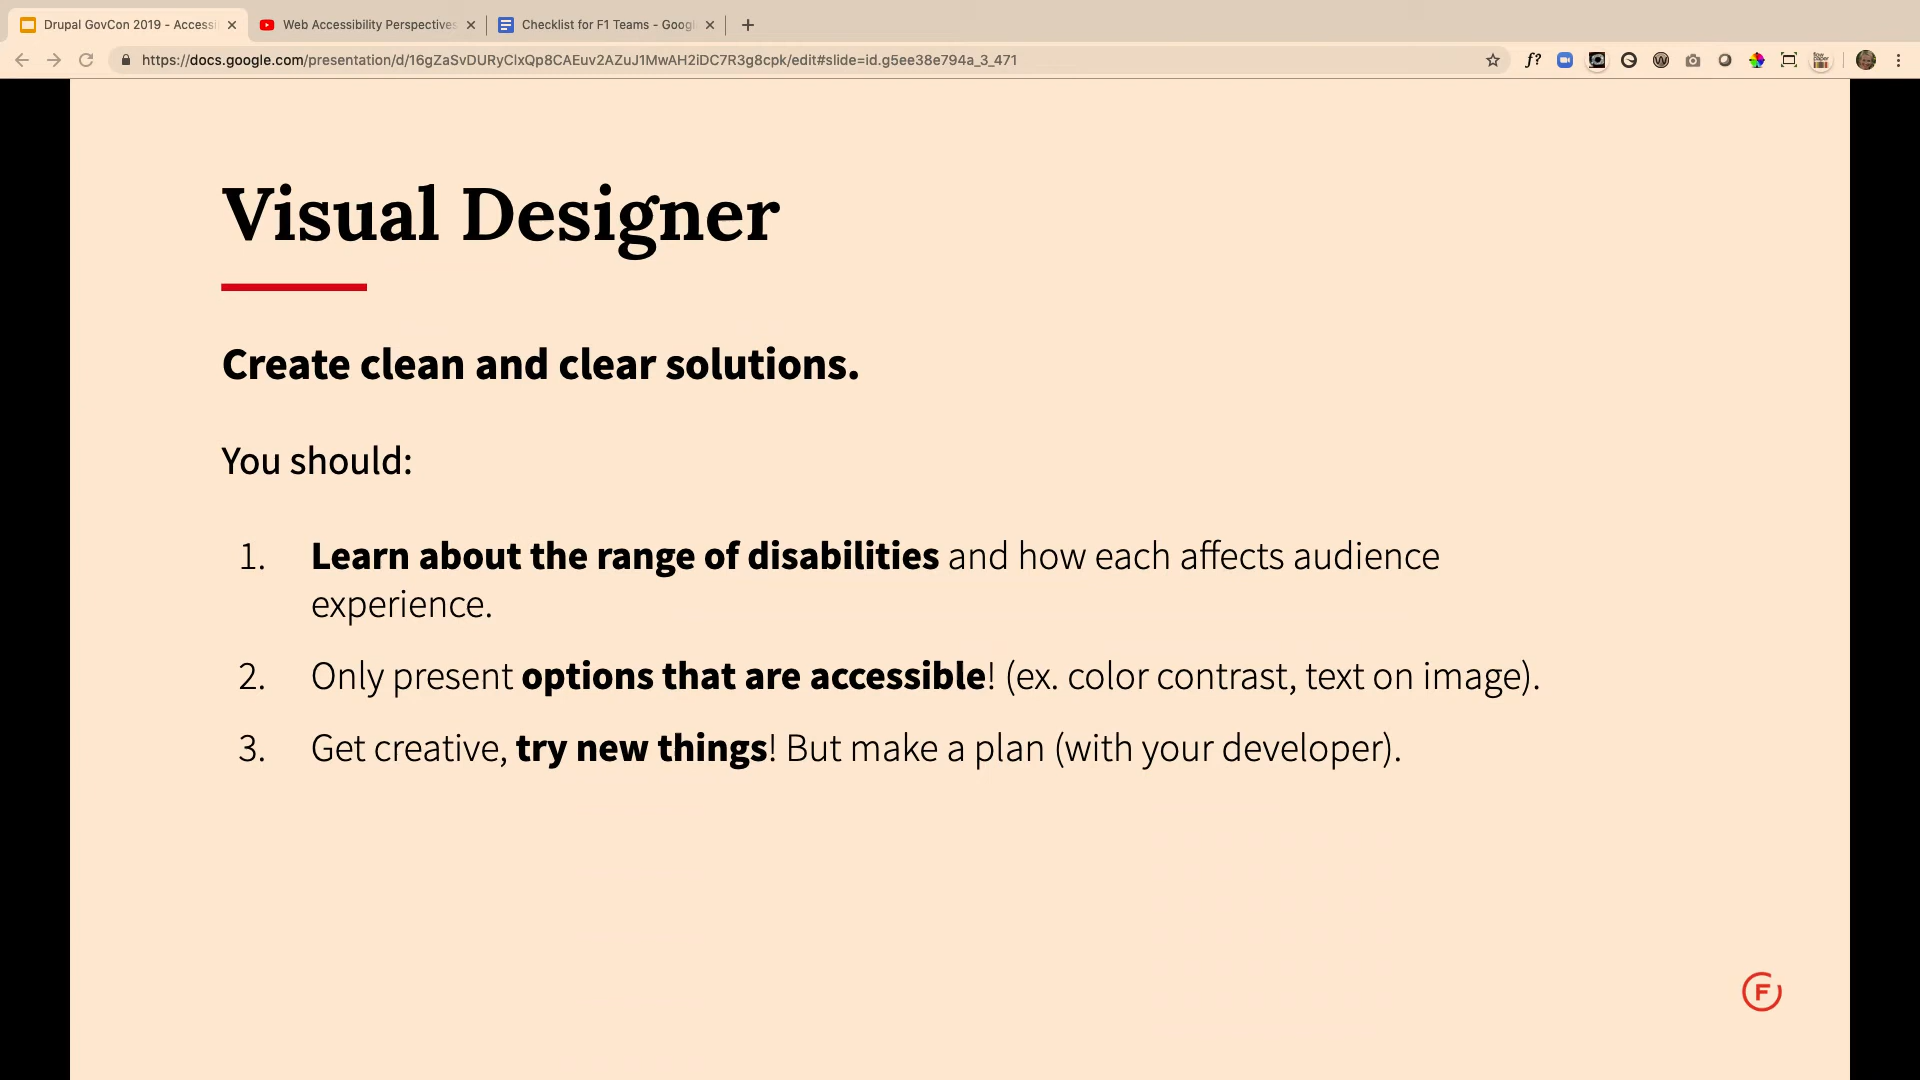 Drupal GovCon 2019 - Accessi
Web Accessibility Perspectives
Checklist for F1 Teams - Googl
https://docs.google.com/presentation/d/16gZaSvDURyClxQp8CAEuv2AZuJ1MwAH2iDC7R3g8cpk/edit#slide=id.g5ee38e794a_3_471
f?
Visual Designer
Create clean and clear solutions.
You should:
1. Learn about the range of disabilities and how each affects audience
experience.
2. Only present options that are accessible! (ex. color contrast, text on image).
3. Get creative, try new things! But make a plan (with your developer).
F